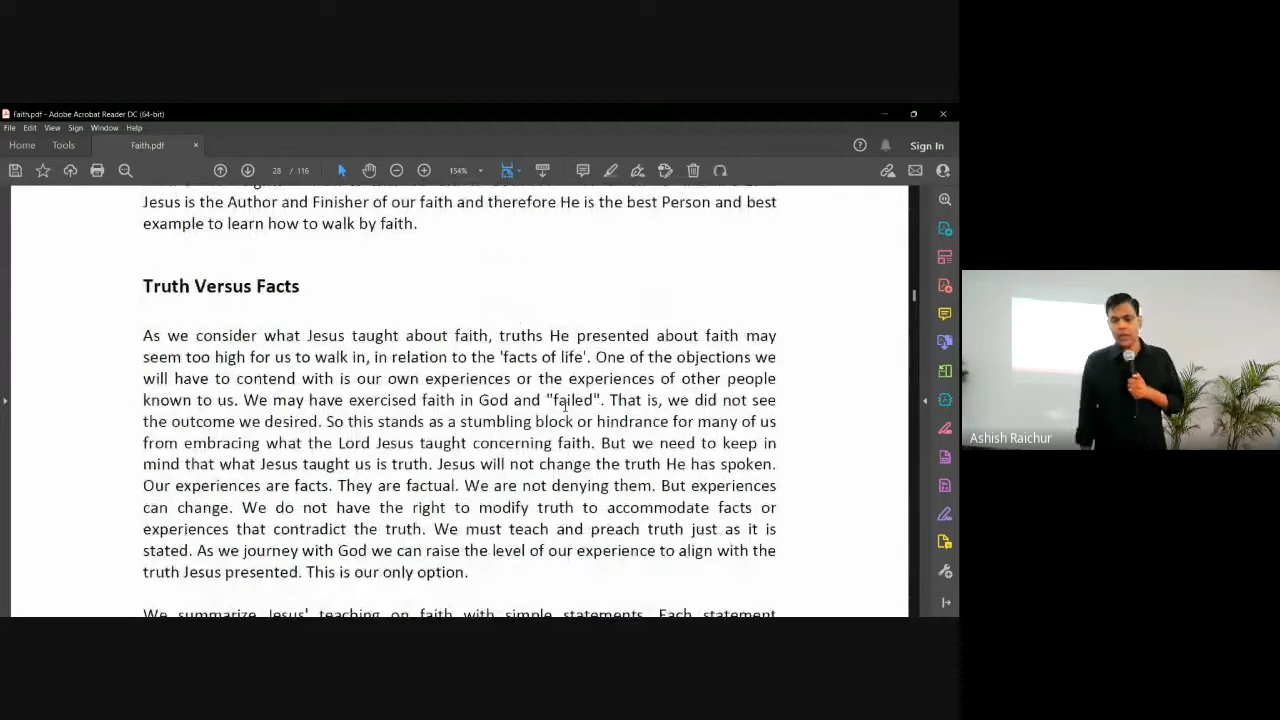 Faith.pdf - Adobe Acrobat Reader DC (64-bit)
File Edit View Sign Window Help
Home Tools Faith.pdf × Sign In
28 / 116 154%
Jesus is the Author and Finisher of our faith and therefore He is the best Person and best
example to learn how to walk by faith.
Truth Versus Facts
As we consider what Jesus taught about faith, truths He presented about faith may
seem too high for us to walk in, in relation to the 'facts of life'. One of the objections we
will have to contend with is our own experiences or the experiences of other people
known to us. We may have exercised faith in God and "failed". That is, we did not see
the outcome we desired. So this stands as a stumbling block or hindrance for many of us
from embracing what the Lord Jesus taught concerning faith. But we need to keep in
mind that what Jesus taught us is truth. Jesus will not change the truth He has spoken.
Our experiences are facts. They are factual. We are not denying them. But experiences
can change. We do not have the right to modify truth to accommodate facts or
experiences that contradict the truth. We must teach and preach truth just as it is
stated. As we journey with God we can raise the level of our experience to align with the
truth Jesus presented. This is our only option.
We summarize Jesus' teaching on faith with simple statements. Each statement
Ashish Raichur